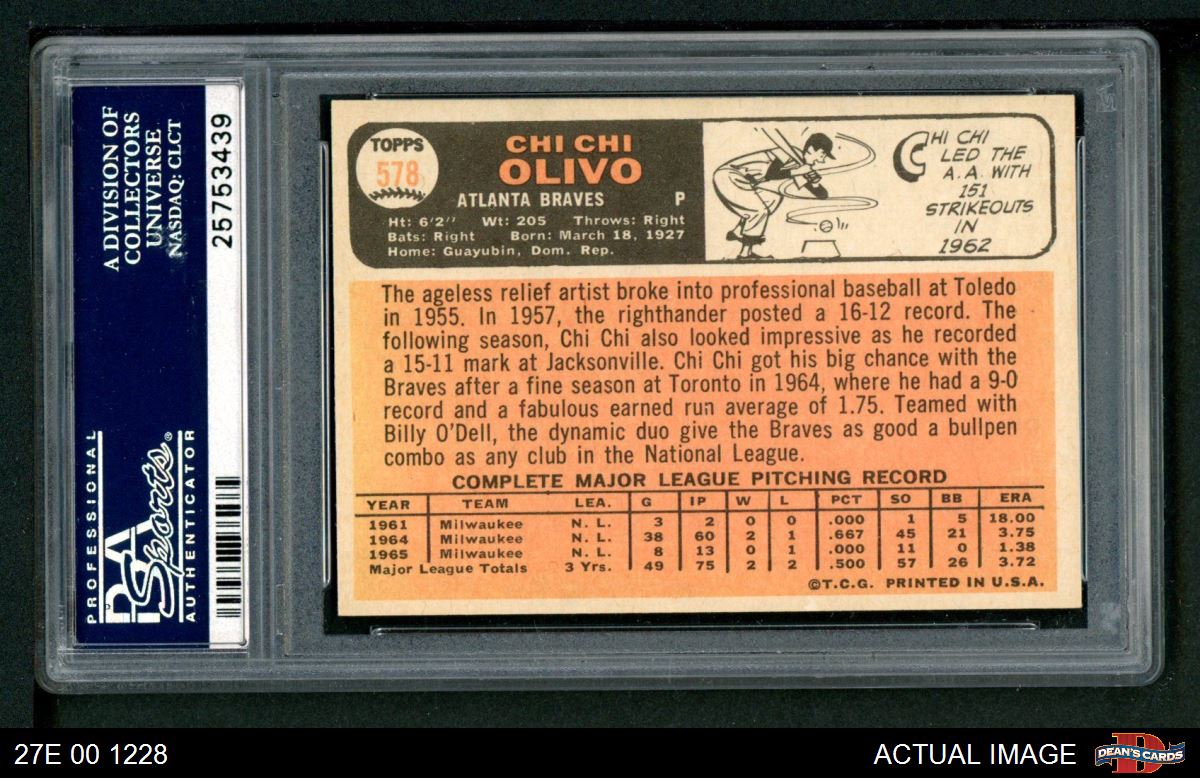 A DIVISION OF
COLLECTORS
UNIVERSE
NASDAQ: CLCT
25753439
PROFESSIONAL
PSA
Sports®
AUTHENTICATOR
TOPPS
578
CHI CHI
OLIVO
ATLANTA BRAVES P
Ht: 6'2" Wt: 205 Throws: Right
Bats: Right Born: March 18, 1927
Home: Guayubin, Dom. Rep.
CHI CHI
LED THE
A.A. WITH
151
STRIKEOUTS
IN
1962
The ageless relief artist broke into professional baseball at Toledo
in 1955. In 1957, the righthander posted a 16-12 record. The
following season, Chi Chi also looked impressive as he recorded
a 15-11 mark at Jacksonville. Chi Chi got his big chance with the
Braves after a fine season at Toronto in 1964, where he had a 9-0
record and a fabulous earned run average of 1.75. Teamed with
Billy O'Dell, the dynamic duo give the Braves as good a bullpen
combo as any club in the National League.
COMPLETE MAJOR LEAGUE PITCHING RECORD
YEAR TEAM LEA. G IP W L PCT SO BB ERA
1961 Milwaukee N. L. 3 2 0 0 .000 1 5 18.00
1964 Milwaukee N. L. 38 60 2 1 .667 45 21 3.75
1965 Milwaukee N. L. 8 13 0 1 .000 11 0 1.38
Major League Totals 3 Yrs. 49 75 2 2 .500 57 26 3.72
©T.C.G. PRINTED IN U.S.A.
27E 00 1228
ACTUAL IMAGE
DEAN'S CARDS